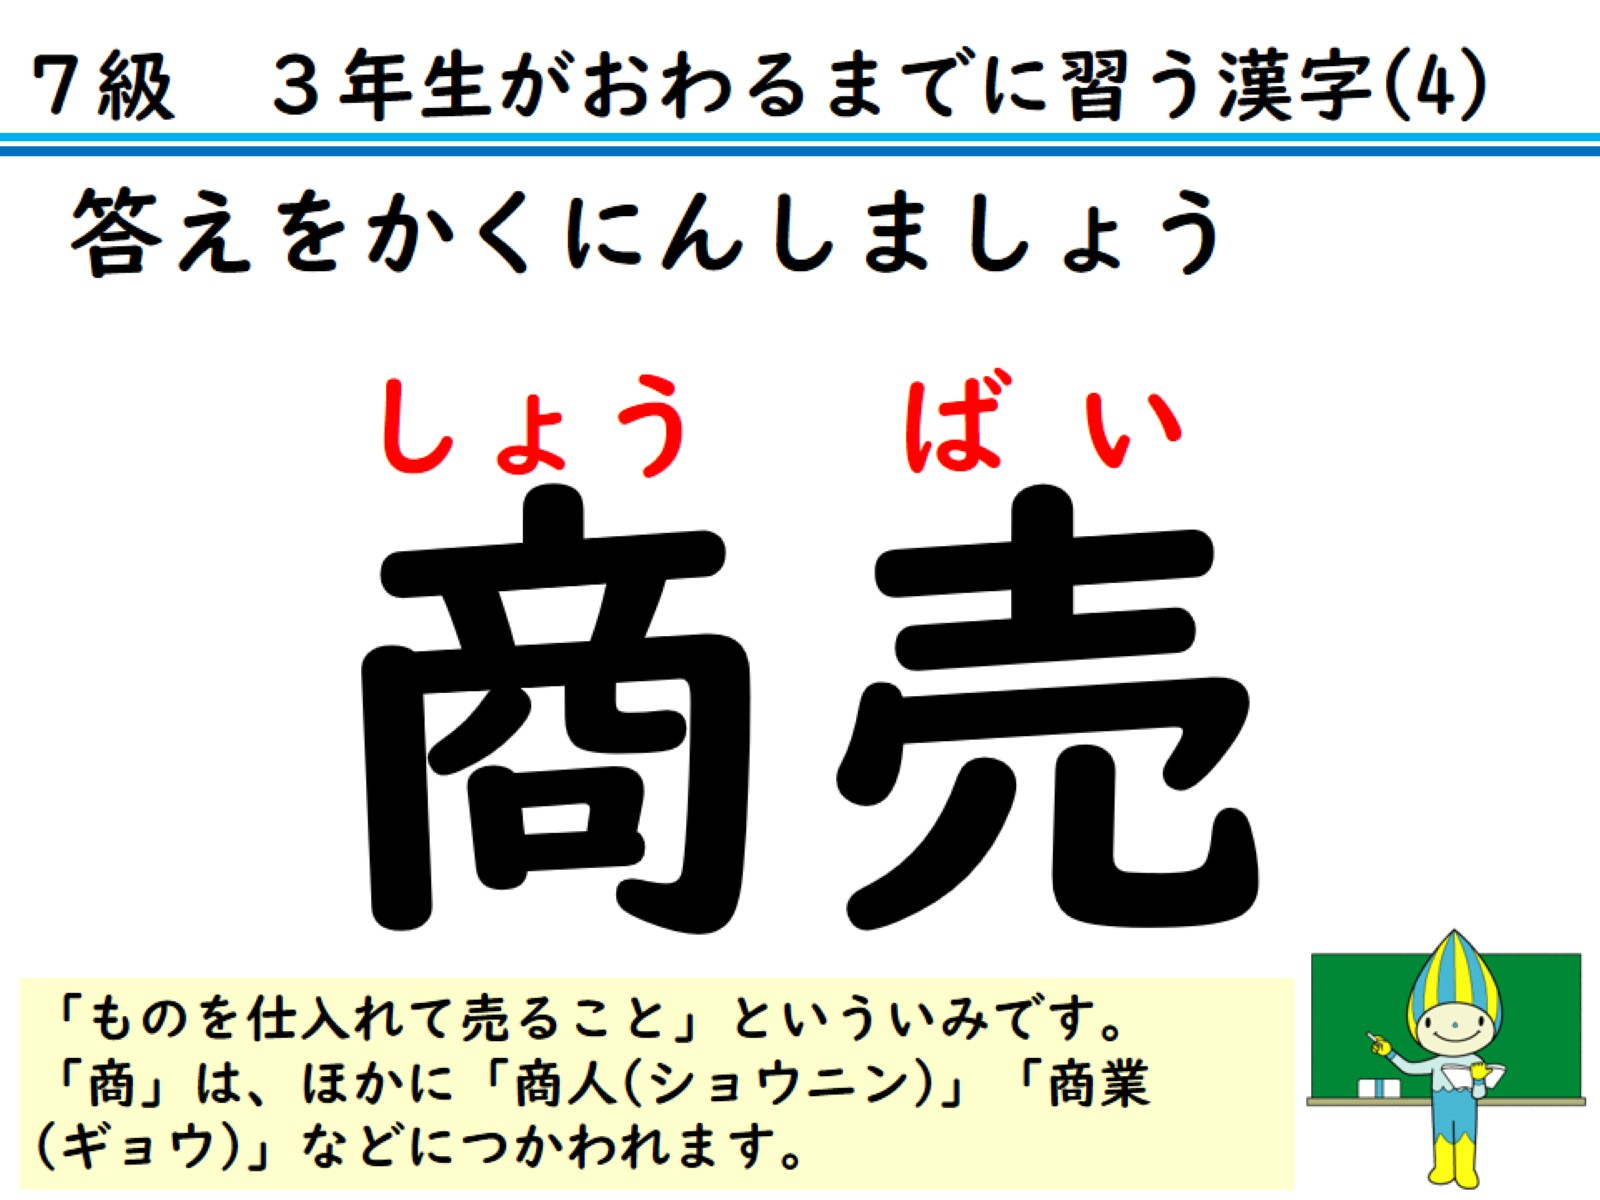 ７級　３年生がおわるまでに習う漢字(4)
答えをかくにんしましょう
しょう　ばい
商売
「ものを仕入れて売ること」といういみです。
「商」は、ほかに「商人(ショウニン)」「商業
(ギョウ)」などにつかわれます。